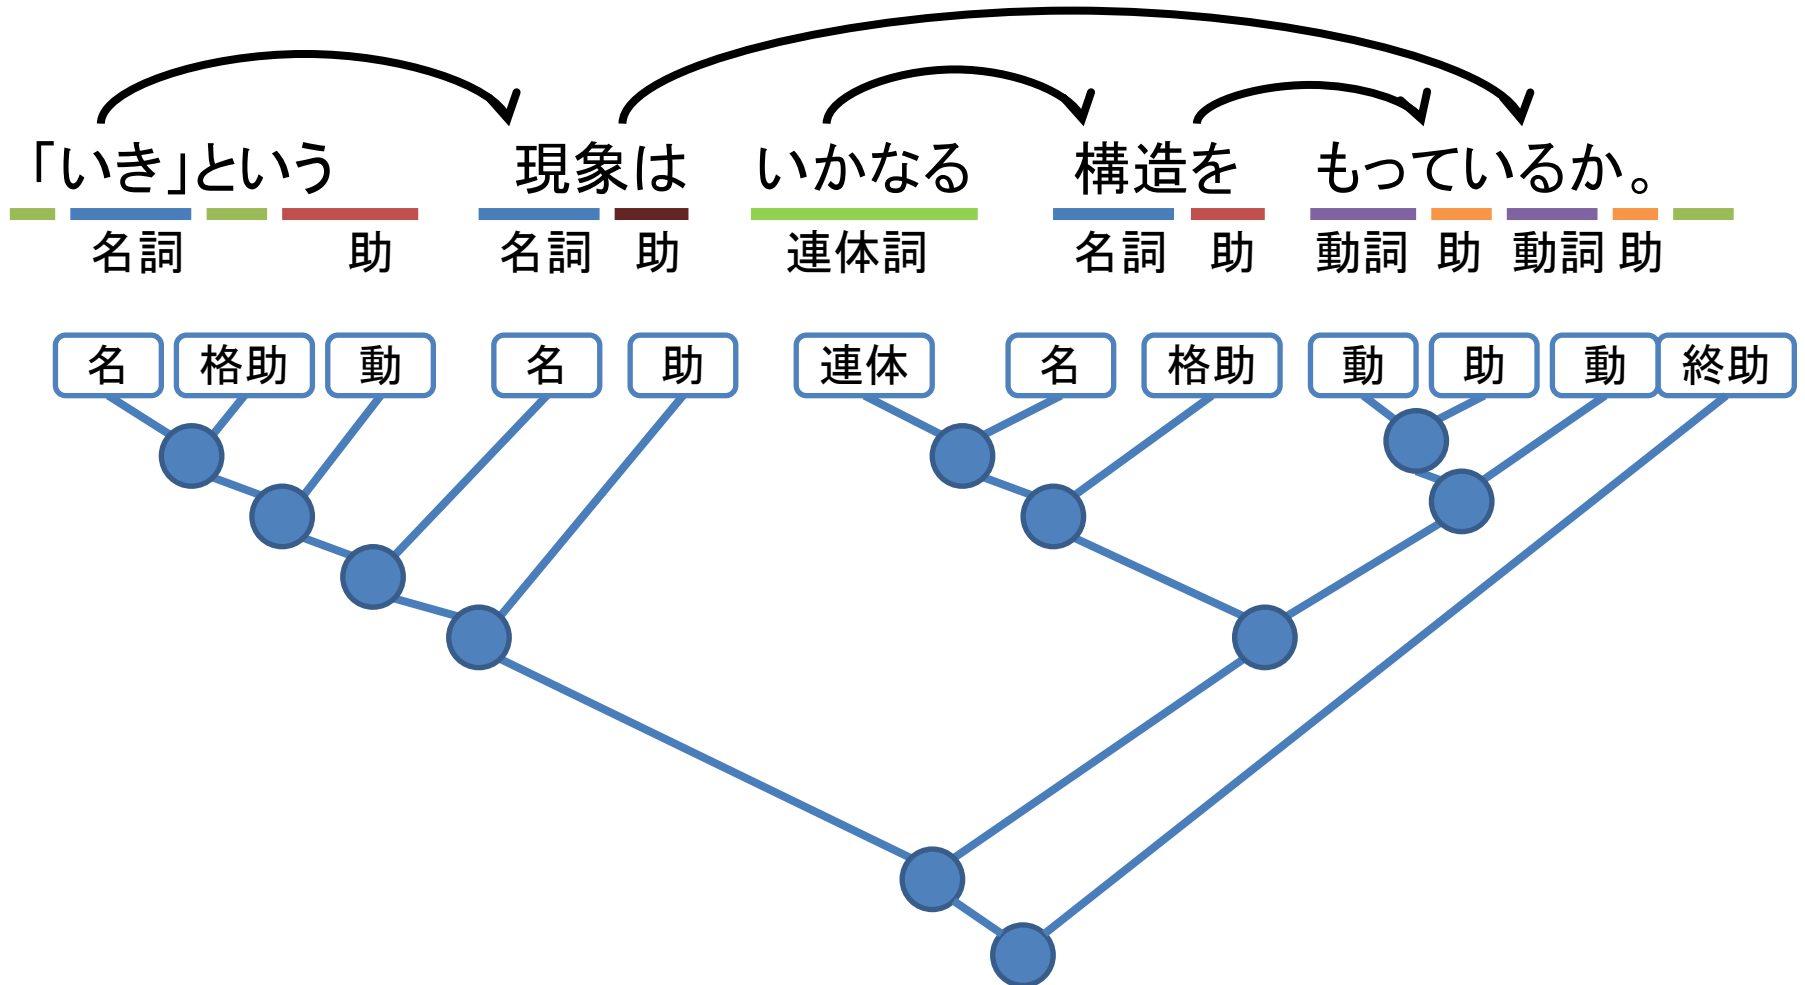 「いき」という 現象は いかなる 構造を もっているか。
名詞 助 名詞 助 連体詞 名詞 助 動詞 助 動詞 助
名 格助 動 名 助 連体 名 格助 動 助 動 終助